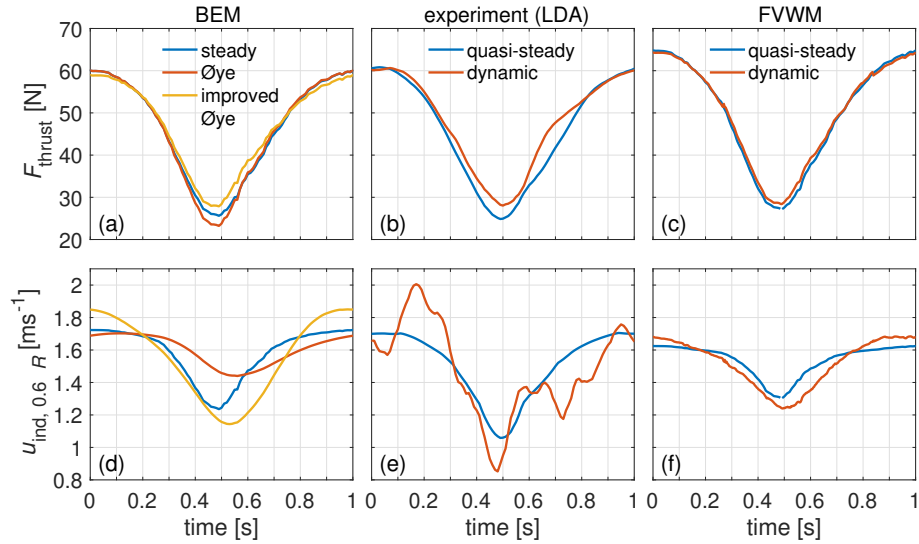 BEM
experiment (LDA)
FVWM
70
60
50
40
30
20
F_thrust [N]
steady
Øye
improved
Øye
(a)
quasi-steady
dynamic
(b)
quasi-steady
dynamic
(c)
2
1.8
1.6
1.4
1.2
1
0.8
u_ind, 0.6 R [ms^-1]
(d)
(e)
(f)
0 0.2 0.4 0.6 0.8 1
0 0.2 0.4 0.6 0.8 1
0 0.2 0.4 0.6 0.8 1
time [s]
time [s]
time [s]